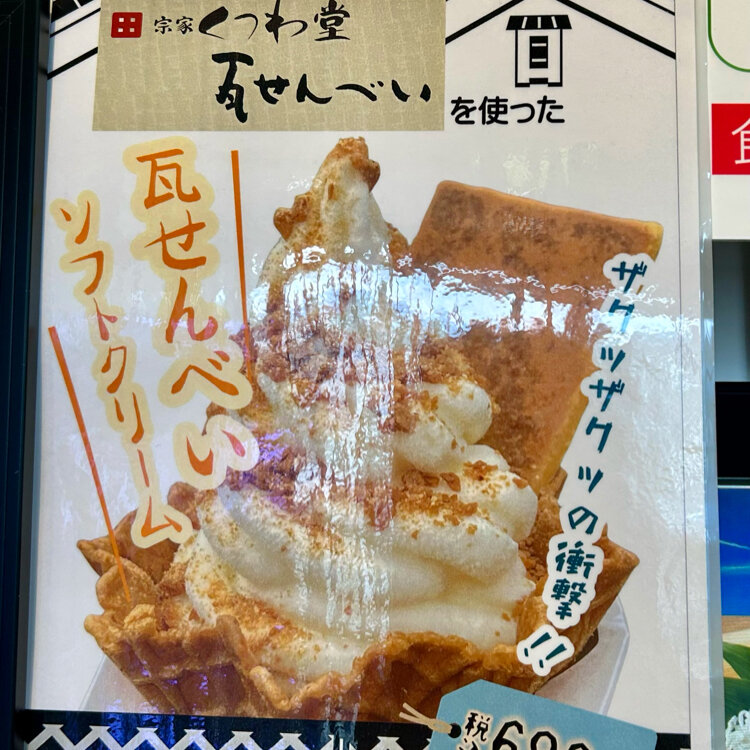 宗家 くつわ堂
瓦せんべい
を使った
瓦せんべい
ソフトクリーム
ザクッザクッの衝撃!!
税込